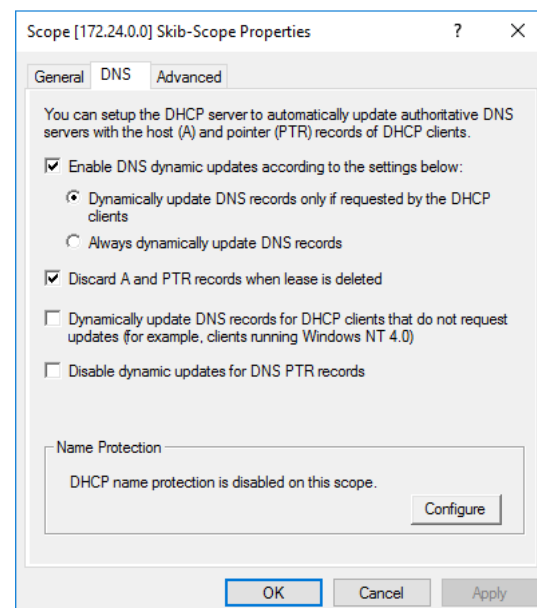 Scope [172.24.0.0] Skib-Scope Properties ? X
General DNS Advanced
You can setup the DHCP server to automatically update authoritative DNS
servers with the host (A) and pointer (PTR) records of DHCP clients.
Enable DNS dynamic updates according to the settings below:
Dynamically update DNS records only if requested by the DHCP
clients
Always dynamically update DNS records
Discard A and PTR records when lease is deleted
Dynamically update DNS records for DHCP clients that do not request
updates (for example, clients running Windows NT 4.0)
Disable dynamic updates for DNS PTR records
Name Protection
DHCP name protection is disabled on this scope.
Configure
OK Cancel Apply